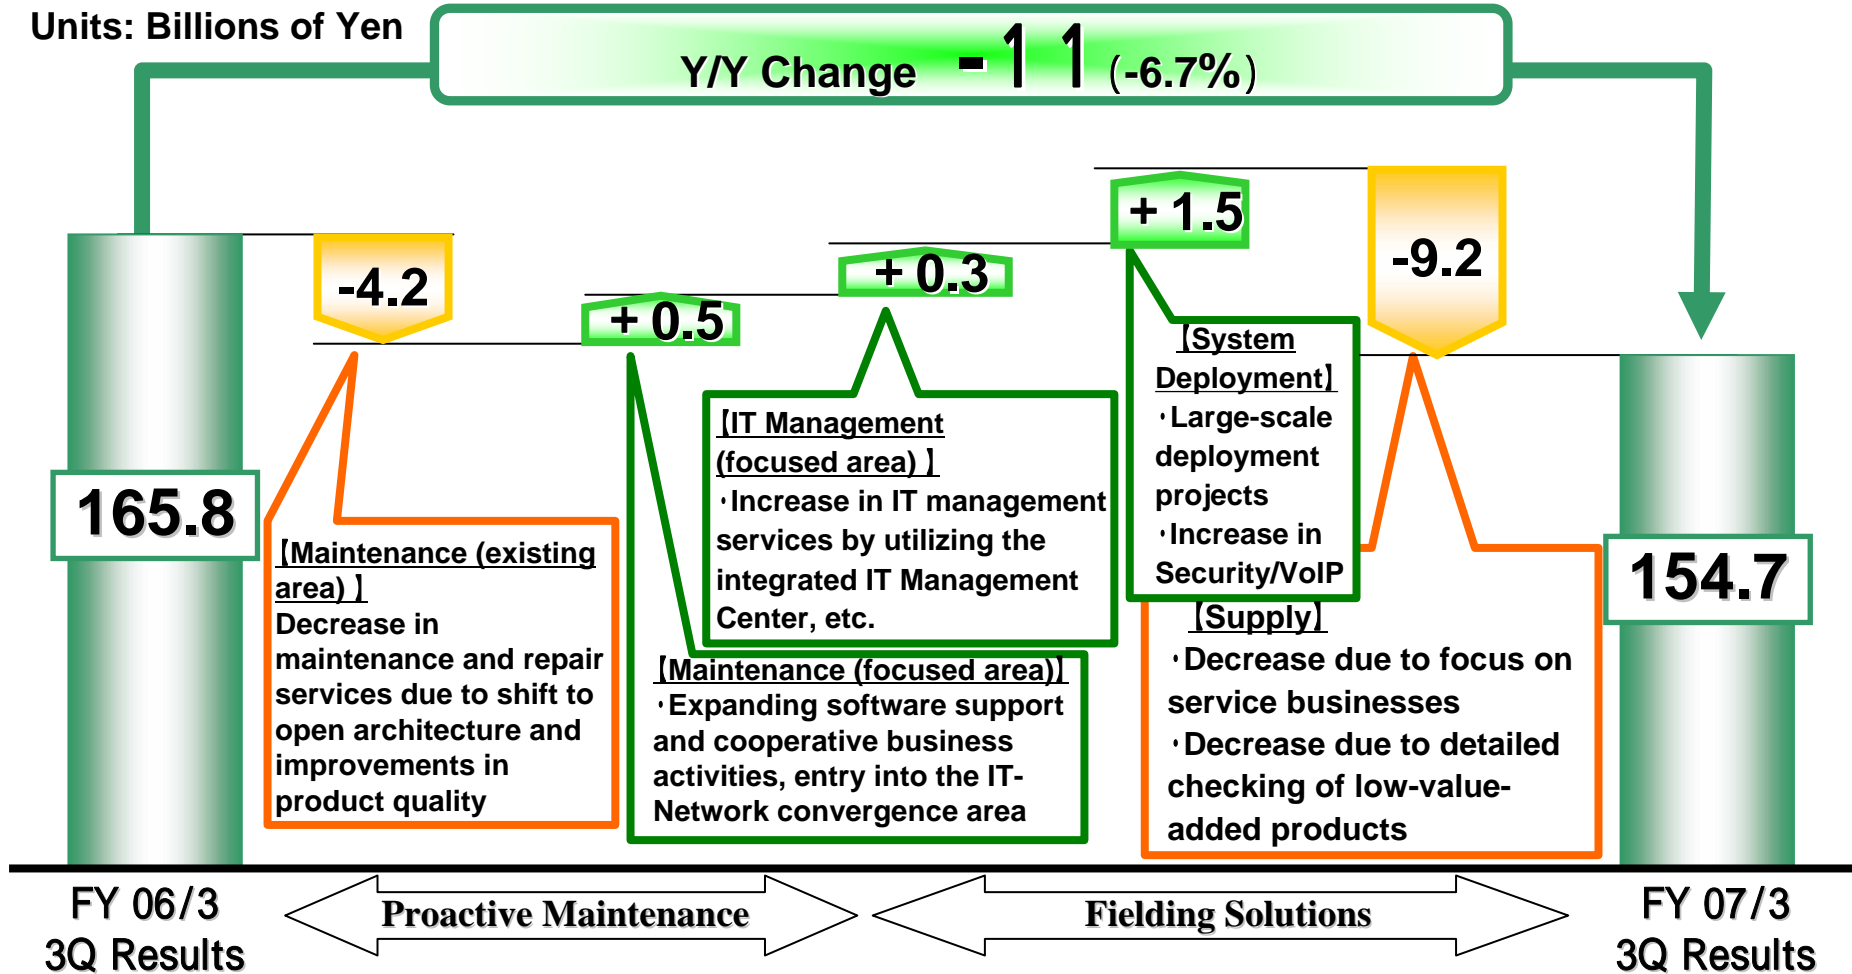 Units: Billions of Yen
Y/Y Change -11 (-6.7%)
-4.2
+ 0.5
+ 0.3
+ 1.5
-9.2
165.8
154.7
【Maintenance (existing
area) 】
Decrease in
maintenance and repair
services due to shift to
open architecture and
improvements in
product quality
【Maintenance (focused area)】
・Expanding software support
and cooperative business
activities, entry into the IT-
Network convergence area
【IT Management
(focused area) 】
・Increase in IT management
services by utilizing the
integrated IT Management
Center, etc.
【System
Deployment】
・Large-scale
deployment
projects
・Increase in
Security/VoIP
【Supply】
・Decrease due to focus on
service businesses
・Decrease due to detailed
checking of low-value-
added products
FY 06/3
3Q Results
Proactive Maintenance
Fielding Solutions
FY 07/3
3Q Results